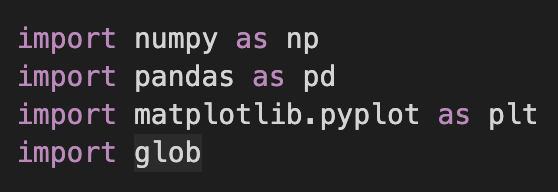 import numpy as np
import pandas as pd
import matplotlib.pyplot as plt
import glob